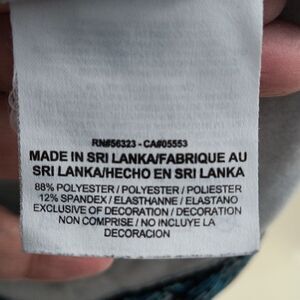 RN#56323 - CA#05553
MADE IN SRI LANKA/FABRIQUE AU
SRI LANKA/HECHO EN SRI LANKA
88% POLYESTER / POLYESTER / POLIESTER
12% SPANDEX / ELASTHANNE / ELASTANO
EXCLUSIVE OF DECORATION / DECORATION
NON COMPRISE / NO INCLUYE LA
DECORACIÓN